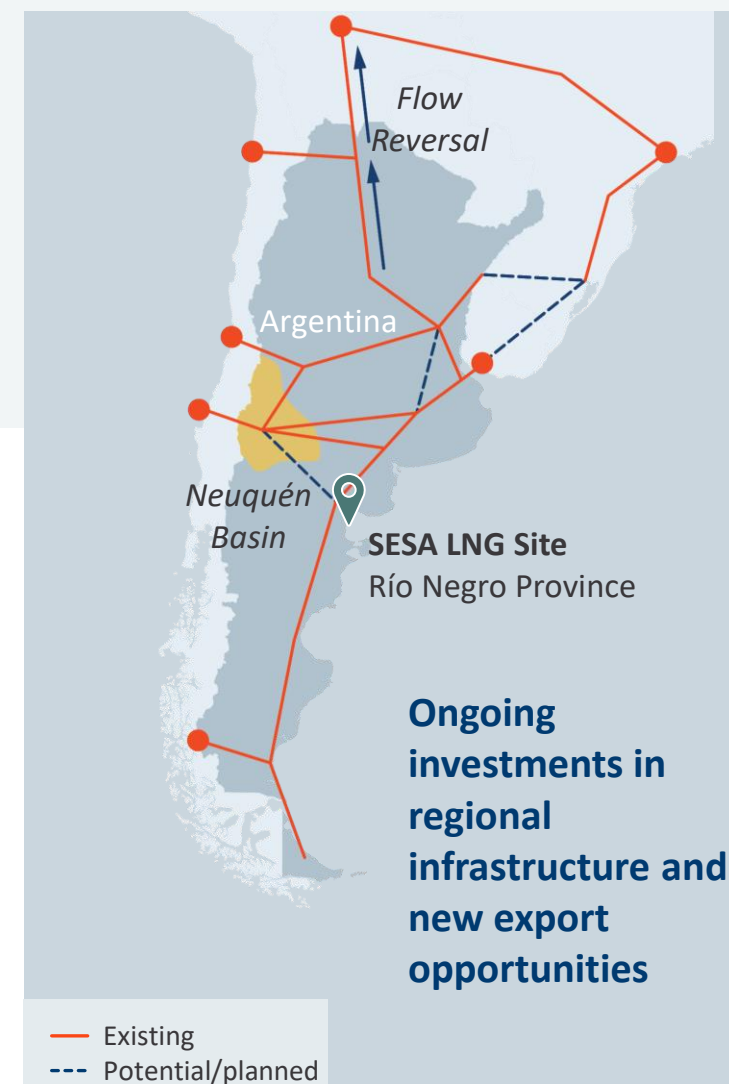 Flow
Reversal
Argentina
Neuquén
Basin
SESA LNG Site
Río Negro Province
Ongoing
investments in
regional
infrastructure and
new export
opportunities
Existing
Potential/planned